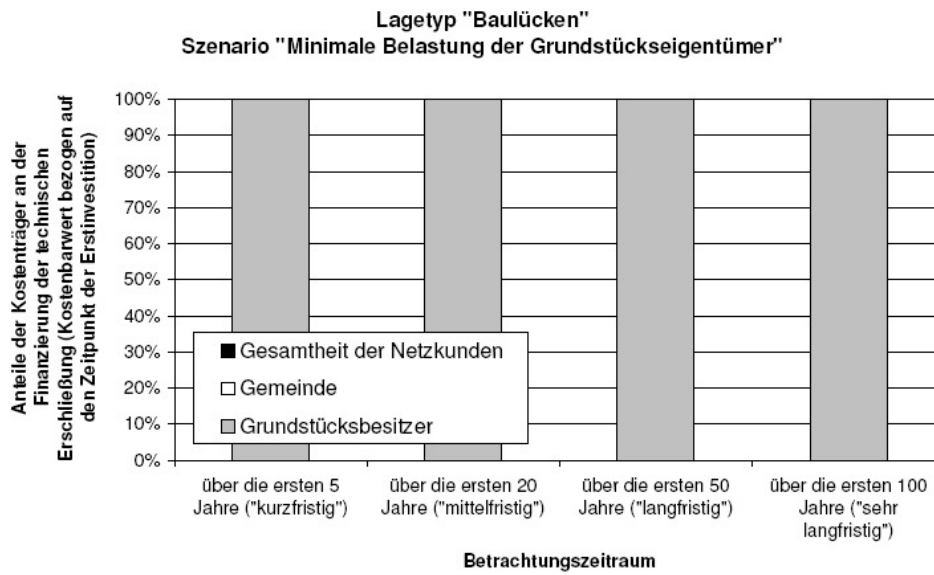 Lagetyp "Baulücken"
Szenario "Minimale Belastung der Grundstückseigentümer"
Anteile der Kostenträger an der
Finanzierung der technischen
Erschließung (Kostenbarwert bezogen auf
den Zeitpunkt der Erstinvestition)
100%
90%
80%
70%
60%
50%
40%
30%
20%
10%
0%
Gesamtheit der Netzkunden
Gemeinde
Grundstücksbesitzer
über die ersten 5
Jahre ("kurzfristig")
über die ersten 20
Jahre ("mittelfristig")
über die ersten 50
Jahre ("langfristig")
über die ersten 100
Jahre ("sehr
langfristig")
Betrachtungszeitraum